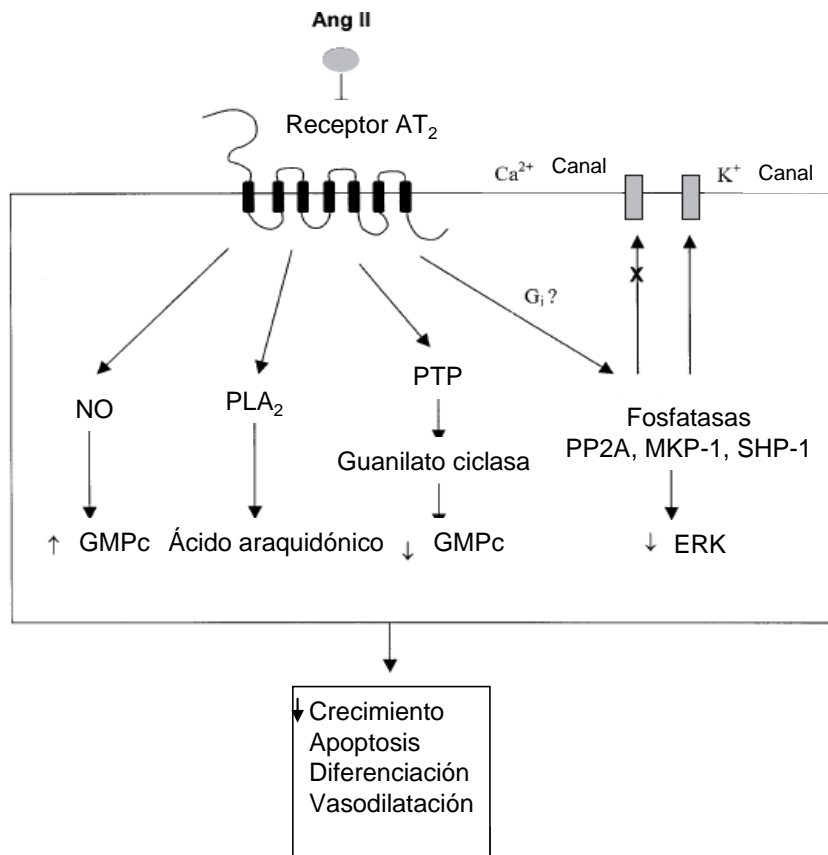 Ang II
Receptor AT₂
Ca²⁺ Canal
K⁺ Canal
x
Gᵢ?
NO
PLA₂
PTP
Fosfatasas
PP2A, MKP-1, SHP-1
Guanilato ciclasa
↑ GMPc
Ácido araquidónico
↓ GMPc
↓ ERK
↓ Crecimiento
Apoptosis
Diferenciación
Vasodilatación